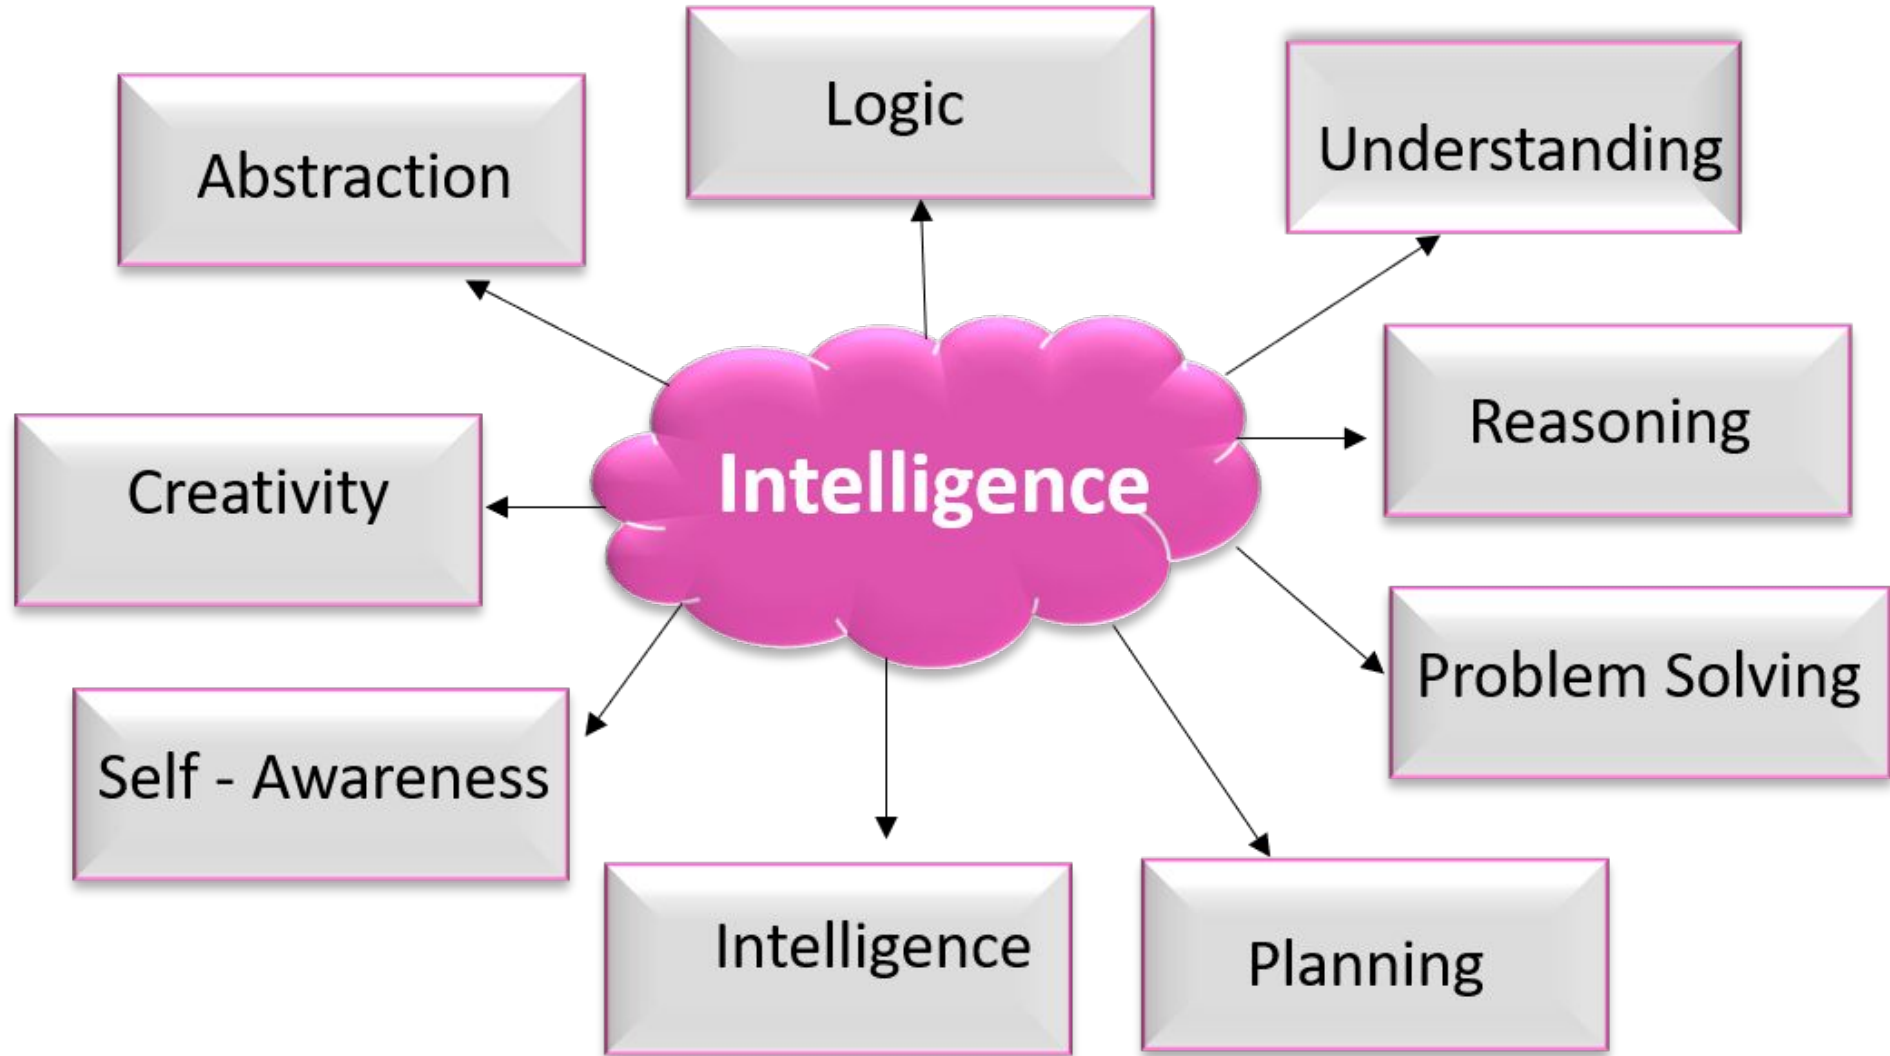 Logic
Understanding
Abstraction
Reasoning
Intelligence
Creativity
Problem Solving
Self - Awareness
Intelligence
Planning